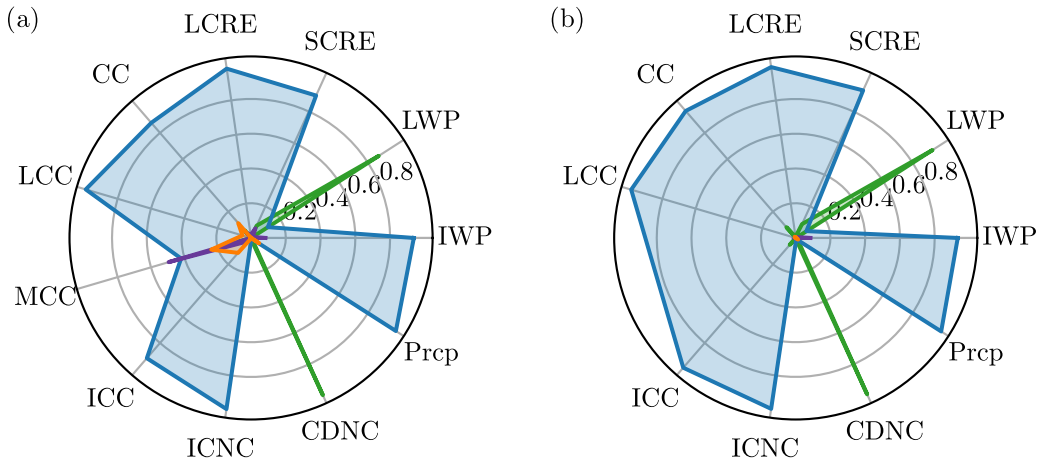 (a)
LCRE
SCRE
CC
LWP
LCC
0.2
0.4
0.6
0.8
IWP
MCC
Prcp
ICC
CDNC
ICNC
(b)
LCRE
SCRE
CC
LWP
LCC
0.2
0.4
0.6
0.8
IWP
Prcp
ICC
CDNC
ICNC